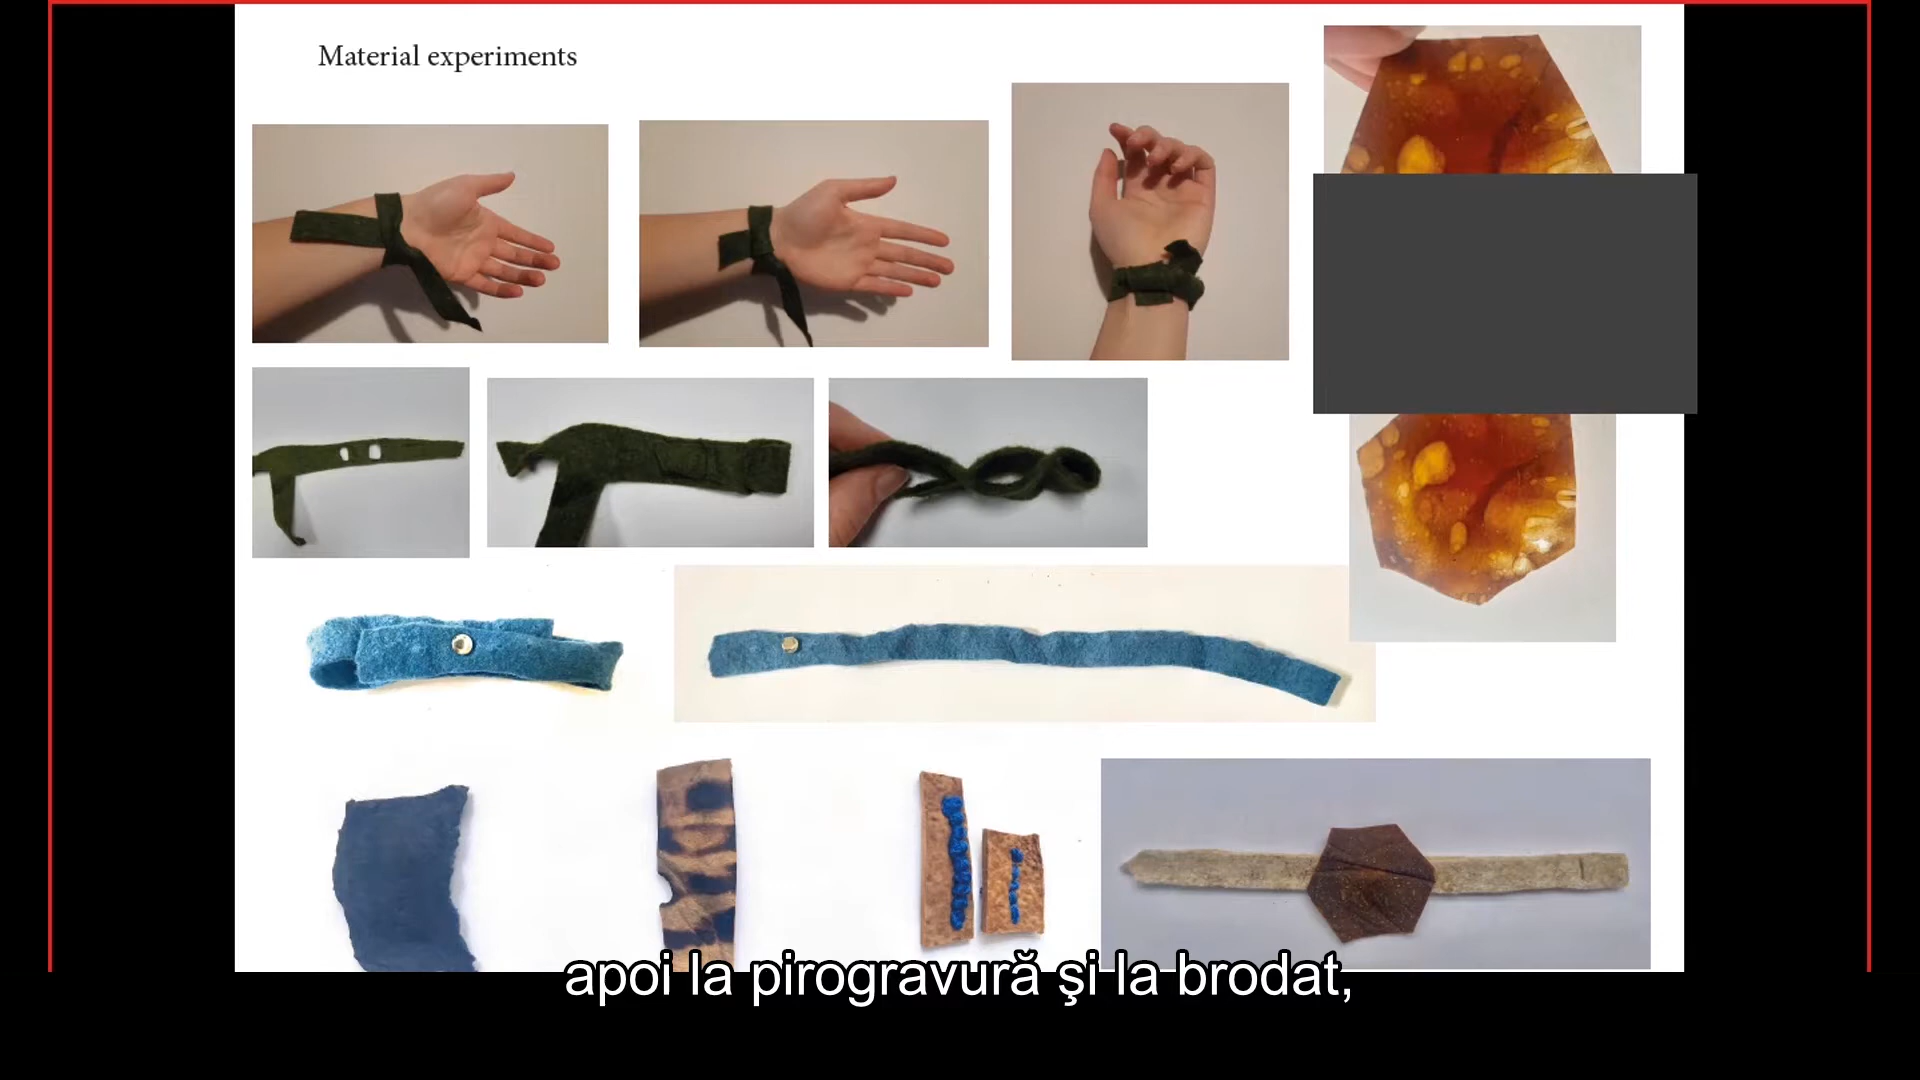 Material experiments
apoi la pirogravură şi la brodat,